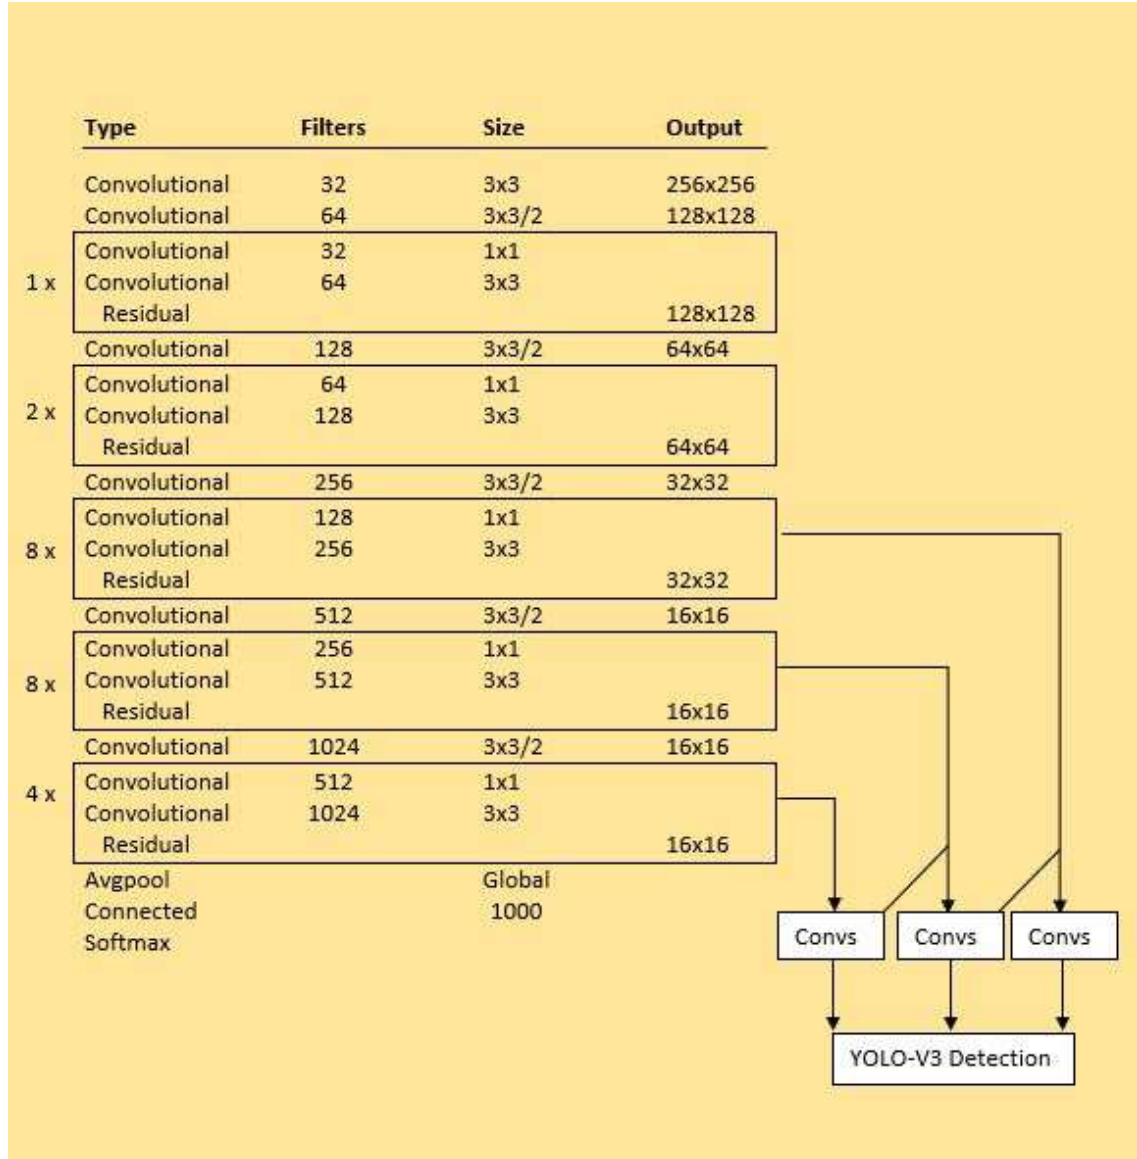 Type Filters Size Output
Convolutional 32 3x3 256x256
Convolutional 64 3x3/2 128x128
Convolutional 32 1x1
1 x Convolutional 64 3x3
Residual 128x128
Convolutional 128 3x3/2 64x64
Convolutional 64 1x1
2 x Convolutional 128 3x3
Residual 64x64
Convolutional 256 3x3/2 32x32
Convolutional 128 1x1
8 x Convolutional 256 3x3
Residual 32x32
Convolutional 512 3x3/2 16x16
Convolutional 256 1x1
8 x Convolutional 512 3x3
Residual 16x16
Convolutional 1024 3x3/2 16x16
Convolutional 512 1x1
4 x Convolutional 1024 3x3
Residual 16x16
Avgpool Global
Connected 1000
Softmax
Convs Convs Convs
YOLO-V3 Detection